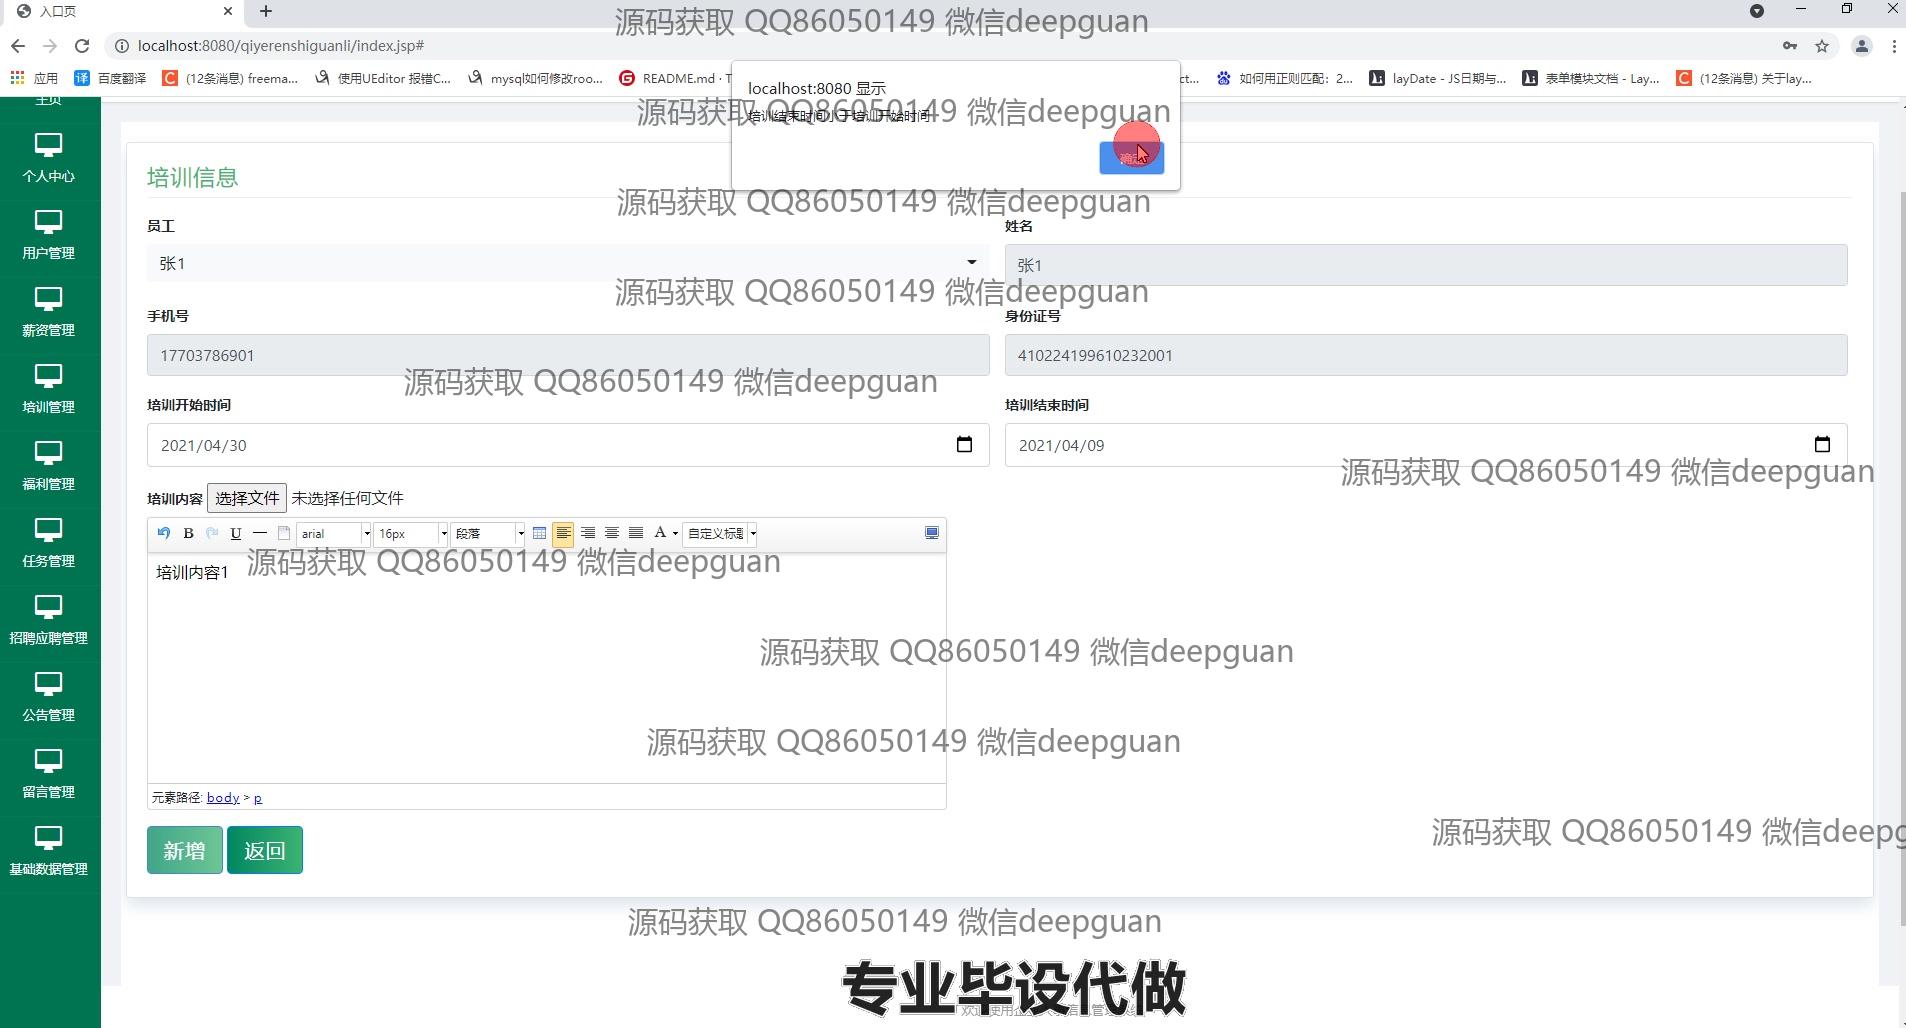 入口页
源码获取 QQ86050149 微信deepguan
localhost:8080/qiyerenshiguanli/index.jsp#
应用
百度翻译
(12条消息) freema...
使用UEditor 报错C...
mysql如何修改roo...
README.md · T
ct...
如何用正则匹配：2...
layDate - JS日期与...
表单模块文档 - Lay...
(12条消息) 关于lay...
localhost:8080 显示
源码获取 QQ86050149 微信deepguan
培训结束时间小于培训开始时间
确定
主页
个人中心
用户管理
薪资管理
培训管理
福利管理
任务管理
招聘应聘管理
公告管理
留言管理
基础数据管理
培训信息
源码获取 QQ86050149 微信deepguan
员工
姓名
张1
张1
源码获取 QQ86050149 微信deepguan
手机号
身份证号
17703786901
410224199610232001
源码获取 QQ86050149 微信deepguan
培训开始时间
培训结束时间
2021/04/30
2021/04/09
源码获取 QQ86050149 微信deepguan
培训内容 选择文件 未选择任何文件
B U arial 16px 段落 A 自定义标题
源码获取 QQ86050149 微信deepguan
培训内容1
源码获取 QQ86050149 微信deepguan
源码获取 QQ86050149 微信deepguan
元素路径: body > p
源码获取 QQ86050149 微信deepg
新增 返回
源码获取 QQ86050149 微信deepguan
专业毕设代做